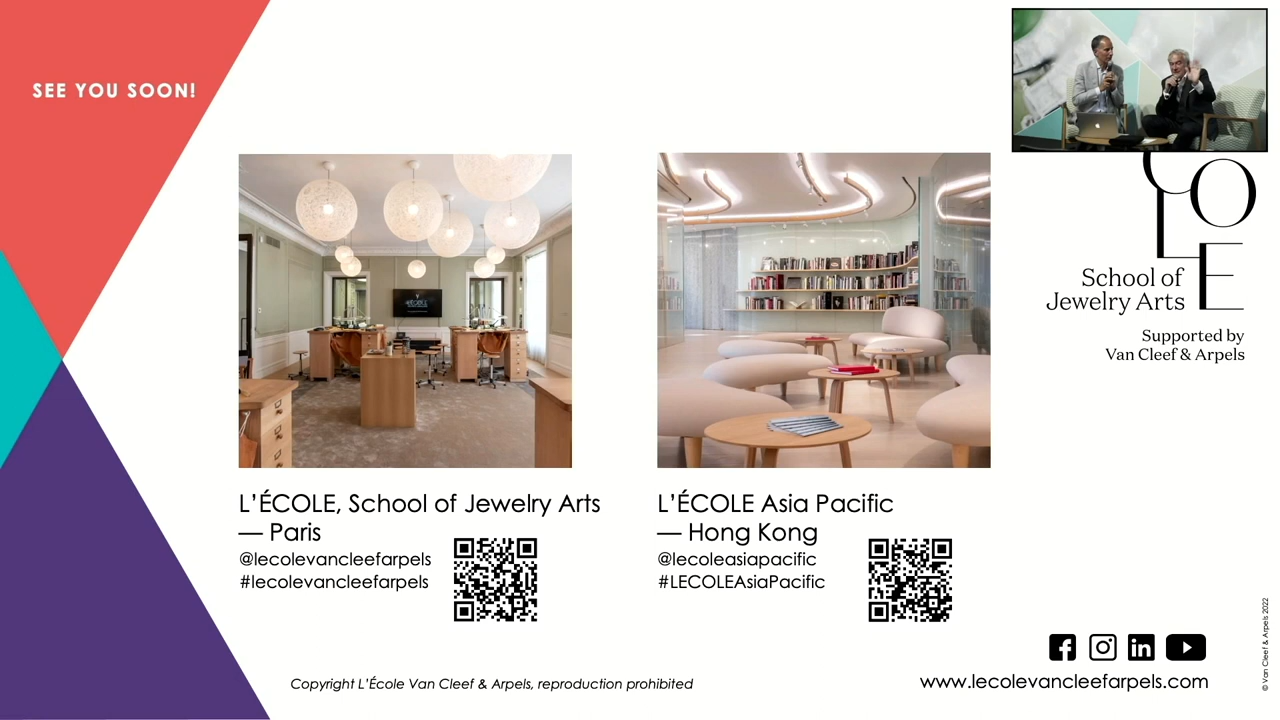 SEE YOU SOON!
L'ÉCOLE, School of Jewelry Arts
— Paris
@lecolevancleefarpels
#lecolevancleefarpels
L'ÉCOLE Asia Pacific
— Hong Kong
@lecoleasiapacific
#LECOLEAsiaPacific
CO
L
E
School of
Jewelry Arts
Supported by
Van Cleef & Arpels
Copyright L'École Van Cleef & Arpels, reproduction prohibited
www.lecolevancleefarpels.com
© Van Cleef & Arpels 2022